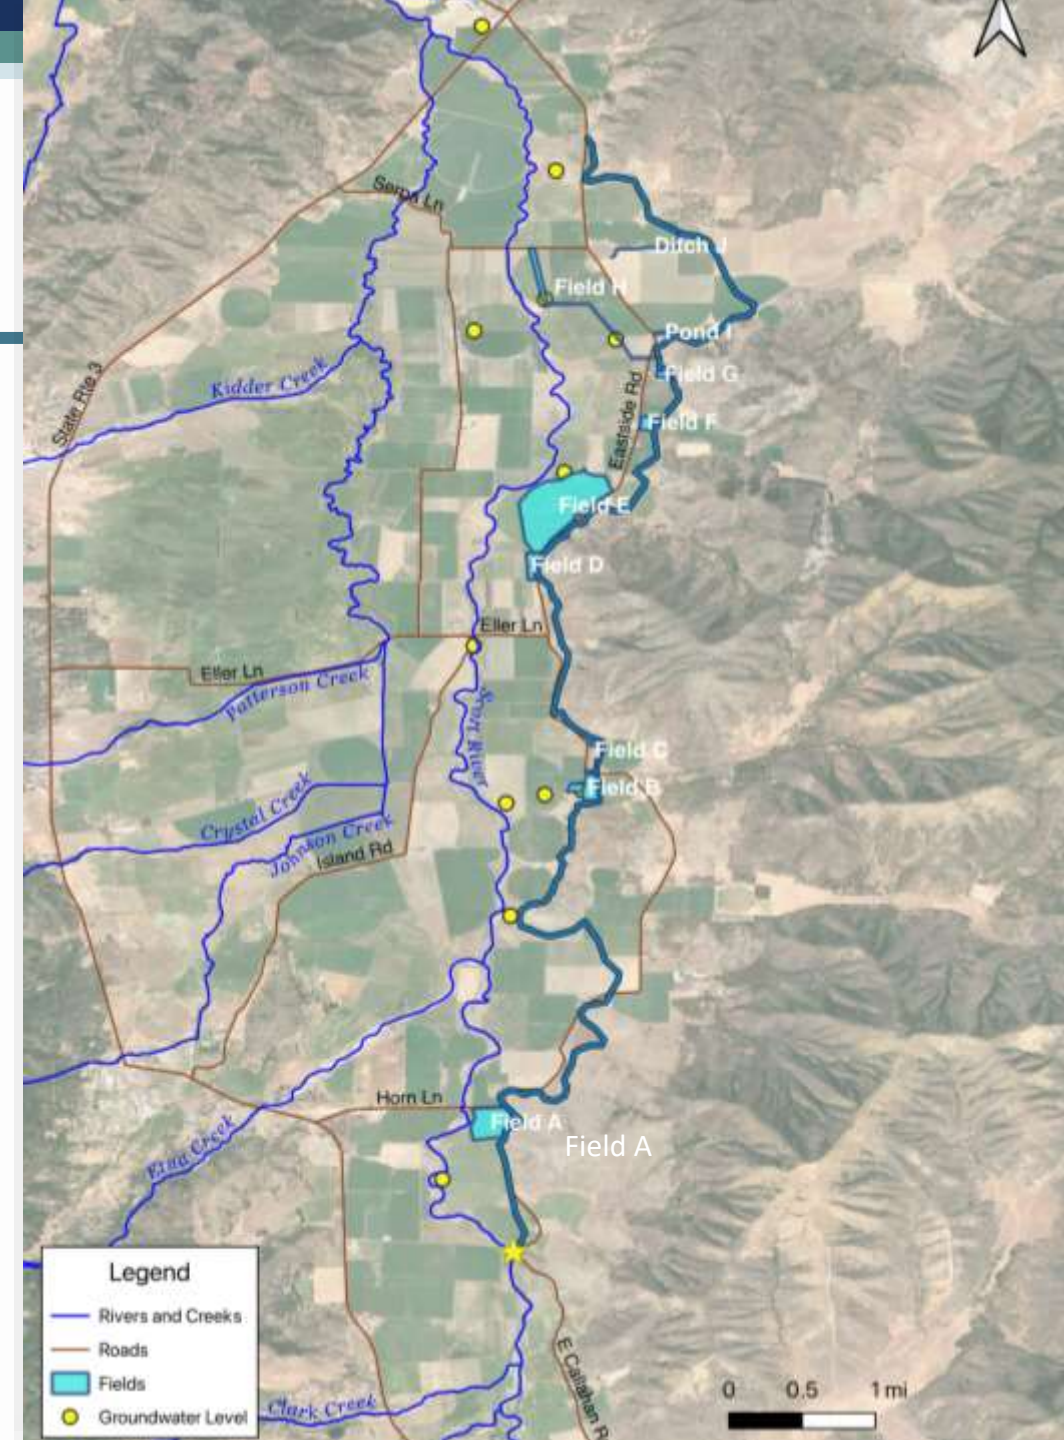 Serpa Ln
Ditch J
Field H
Pond I
Kidder Creek
State Rte 3
Field G
Eastside Rd
Field F
Field E
Field D
Eller Ln
Eller Ln
Patterson Creek
Scott River
Field C
Field B
Crystal Creek
Johnson Creek
Island Rd
Horn Ln
Field A
Field A
Etna Creek
Legend
Rivers and Creeks
Roads
Fields
Groundwater Level
E Callahan R
Clark Creek
0 0.5 1 mi